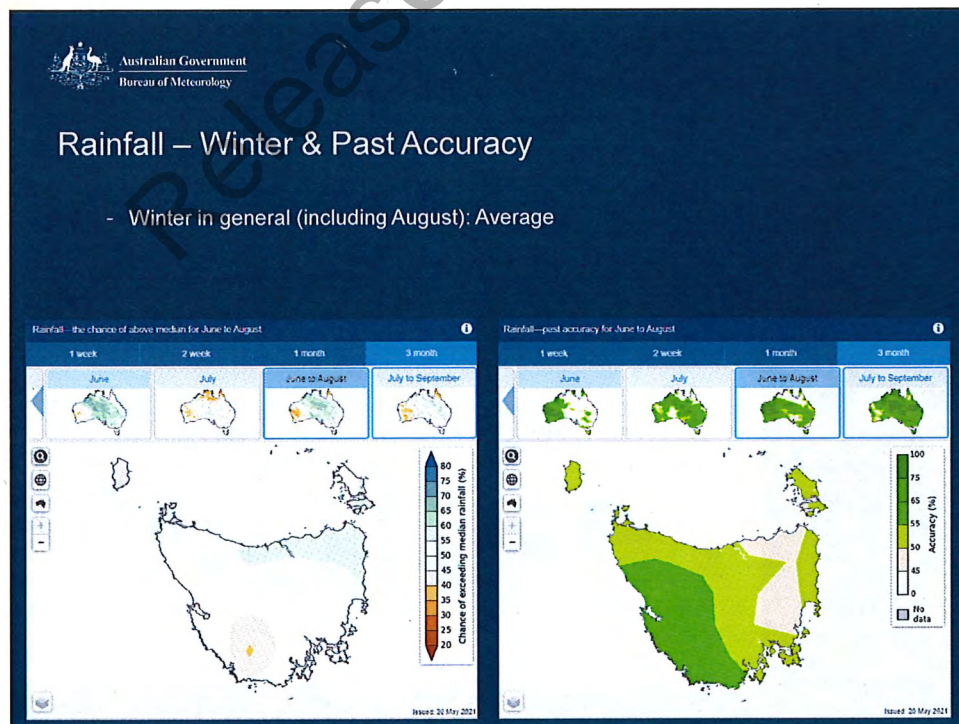 Releas
Australian Government
Bureau of Meteorology
Rainfall – Winter & Past Accuracy
- Winter in general (including August): Average
Rainfall—the chance of above median for June to August
1 week
2 week
1 month
3 month
June
July
June to August
July to September
80
75
70
65
60
55
50
45
40
35
30
25
20
Chance of exceeding median rainfall (%)
Issued: 20 May 2021
Rainfall—past accuracy for June to August
1 week
2 week
1 month
3 month
June
July
June to August
July to September
100
75
65
55
50
45
0
Accuracy (%)
No
data
Issued: 20 May 2021